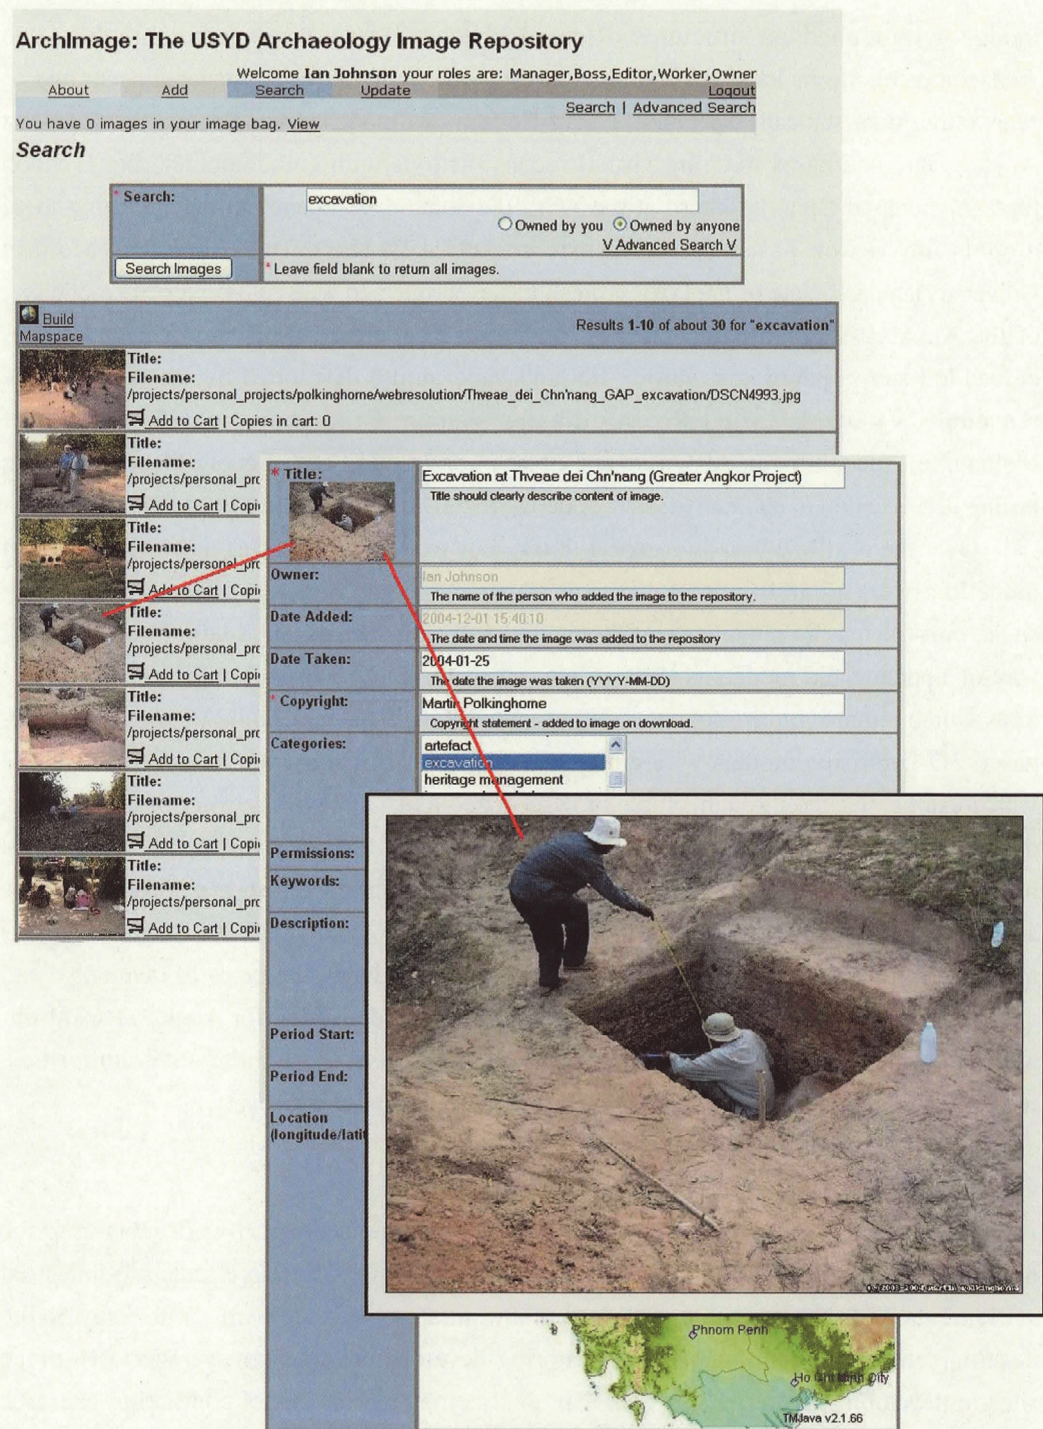 ArchImage: The USYD Archaeology Image Repository
Welcome Ian Johnson your roles are: Manager,Boss,Editor,Worker,Owner
About Add Search Update Logout
Search | Advanced Search
You have 0 images in your image bag. View
Search
* Search:
excavation
Owned by you Owned by anyone
V Advanced Search V
Search Images * Leave field blank to return all images.
Build
Mapspace
Results 1-10 of about 30 for "excavation"
Title:
Filename:
/projects/personal_projects/polkinghorne/webresolution/Thveae_dei_Chn'nang_GAP_excavation/DSCN4993.jpg
Add to Cart | Copies in cart: 0
Title:
Filename:
/projects/personal_pro
Add to Cart | Copi
Title:
Filename:
/projects/personal_pro
Add to Cart | Copi
Title:
Filename:
/projects/personal_pro
Add to Cart | Copi
Title:
Filename:
/projects/personal_pro
Add to Cart | Copi
Title:
Filename:
/projects/personal_pro
Add to Cart | Copi
Title:
Filename:
/projects/personal_pro
Add to Cart | Copi
* Title:
Excavation at Thveae dei Chn'nang (Greater Angkor Project)
Title should clearly describe content of image.
Owner:
Ian Johnson
The name of the person who added the image to the repository.
Date Added:
2004-12-01 15:40:10
The date and time the image was added to the repository
Date Taken:
2004-01-25
The date the image was taken (YYYY-MM-DD)
* Copyright:
Martin Polkinghorne
Copyright statement - added to image on download.
Categories:
artefact
excavation
heritage management
Permissions:
Keywords:
Description:
Period Start:
Period End:
Location
(longitude/latit
Phnom Penh
Ho Chi Minh City
TMJava v2.1.66